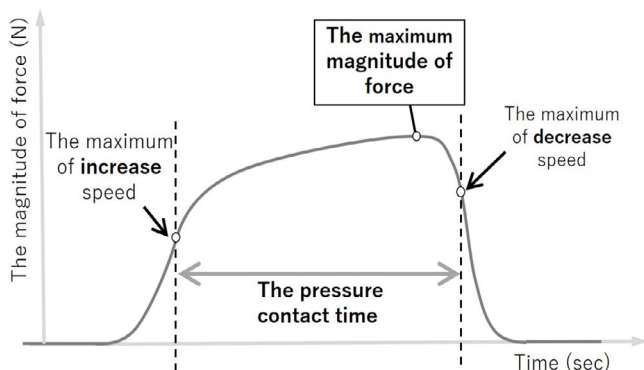 The magnitude of force (N)
The maximum
magnitude of
force
The maximum
of increase
speed
The maximum
of decrease
speed
The pressure
contact time
Time (sec)